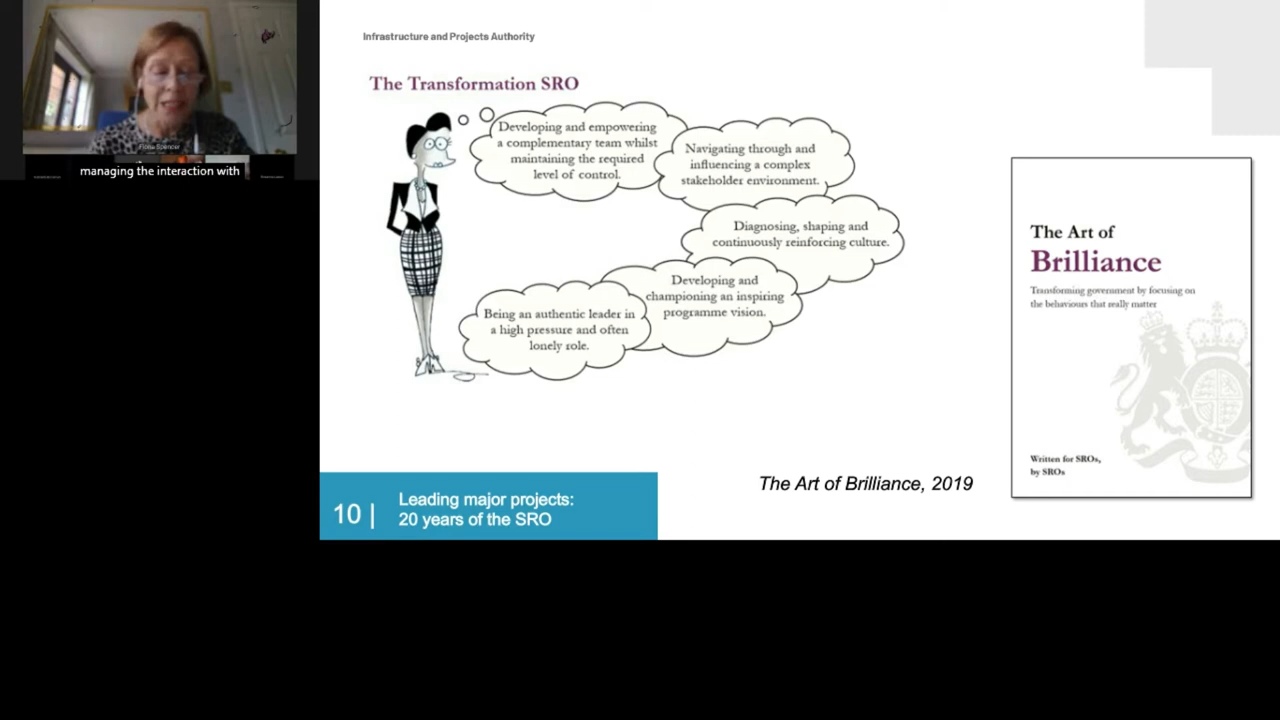 Fiona Spencer
managing the interaction with
Infrastructure and Projects Authority
The Transformation SRO
Developing and empowering
a complementary team whilst
maintaining the required
level of control.
Navigating through and
influencing a complex
stakeholder environment.
Diagnosing, shaping and
continuously reinforcing culture.
Developing and
championing an inspiring
programme vision.
Being an authentic leader in
a high pressure and often
lonely role.
The Art of
Brilliance
Transforming government by focusing on
the behaviours that really matter
Written for SROs,
by SROs
The Art of Brilliance, 2019
10 |
Leading major projects:
20 years of the SRO